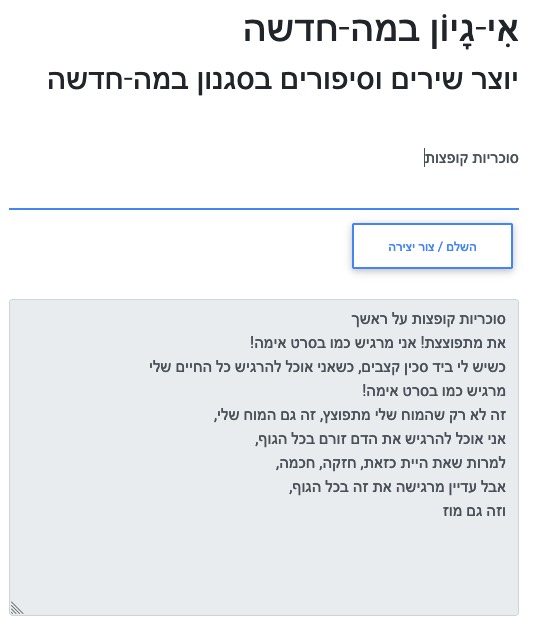 אִי-גָיוֹן במה-חדשה
יוצר שירים וסיפורים בסגנון במה-חדשה
סוכריות קופצות
השלם / צור יצירה
סוכריות קופצות על ראשך
את מתפוצצת! אני מרגיש כמו בסרט אימה!
כשיש לי ביד סכין קצבים, כשאני אוכל להרגיש כל החיים שלי
מרגיש כמו בסרט אימה!
זה לא רק שהמוח שלי מתפוצץ, זה גם המוח שלי,
אני אוכל להרגיש את הדם זורם בכל הגוף,
למרות שאת היית כזאת, חזקה, חכמה,
אבל עדיין מרגישה את זה בכל הגוף,
וזה גם מוז